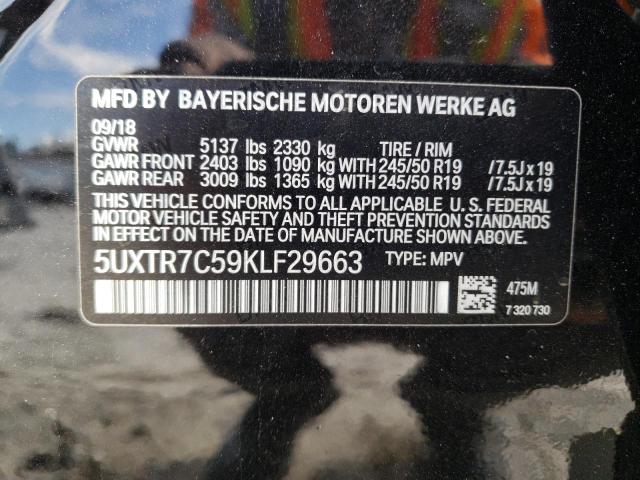 MFD BY BAYERISCHE MOTOREN WERKE AG
09/18
GVWR 5137 lbs 2330 kg TIRE / RIM
GAWR FRONT 2403 lbs 1090 kg WITH 245/50 R19 /7.5J x 19
GAWR REAR 3009 lbs 1365 kg WITH 245/50 R19 /7.5J x 19
THIS VEHICLE CONFORMS TO ALL APPLICABLE U. S. FEDERAL
MOTOR VEHICLE SAFETY AND THEFT PREVENTION STANDARDS
IN EFFECT ON THE DATE OF MANUFACTURE SHOWN ABOVE.
5UXTR7C59KLF29663 TYPE: MPV
475M
7 320 730